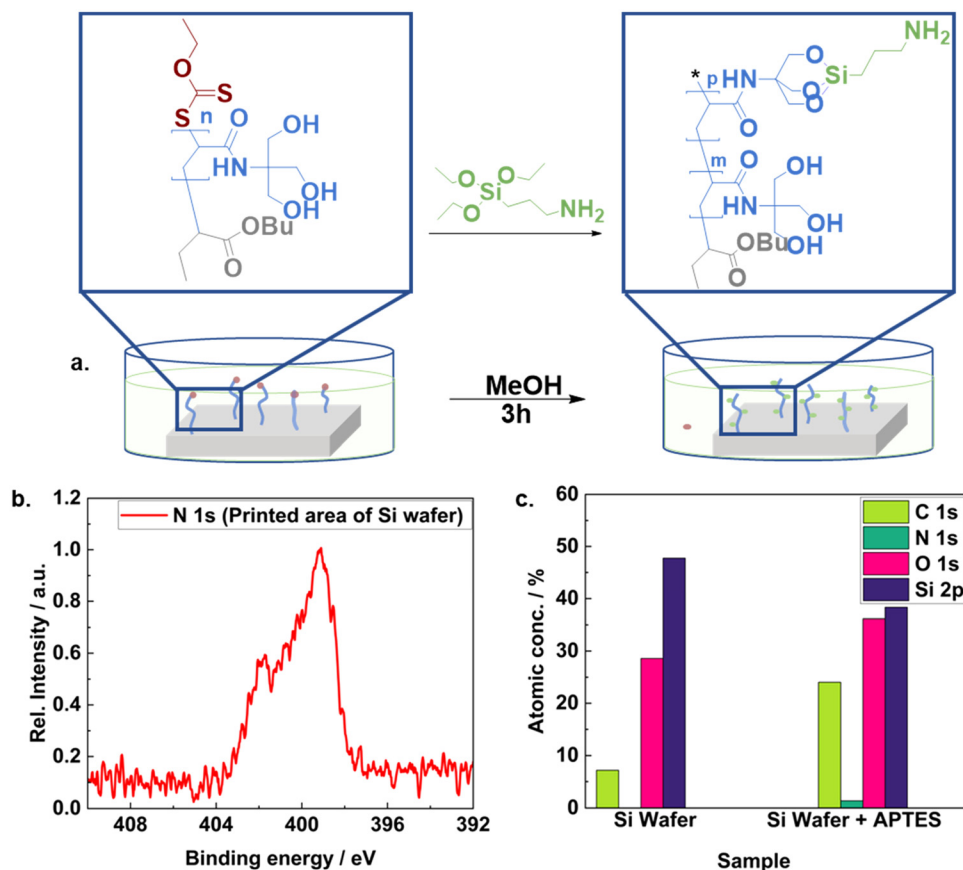 O
S
S
n
O
NH
OH
OH
OH
OBu
O
O
O
Si
O
NH₂
NH₂
*
p
HN
O
O
O
Si
O
m
O
HN
OH
OH
OH
OBu
O
a.
MeOH
3h
b.
N 1s (Printed area of Si wafer)
Rel. Intensity / a.u.
1.2
1.0
0.8
0.6
0.4
0.2
0.0
408 404 400 396 392
Binding energy / eV
c.
C 1s
N 1s
O 1s
Si 2p
Atomic conc. / %
60
50
40
30
20
10
0
Si Wafer Si Wafer + APTES
Sample